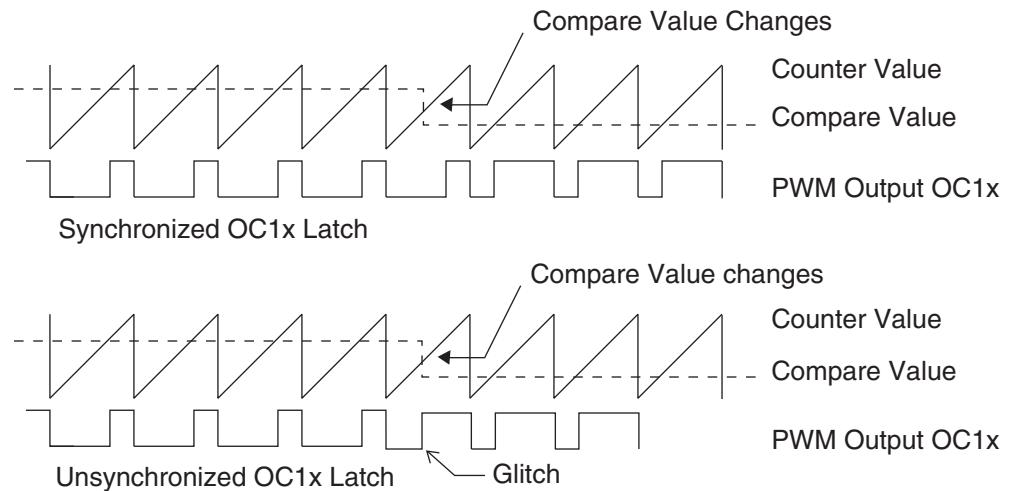 Compare Value Changes
Counter Value
Compare Value
PWM Output OC1x
Synchronized OC1x Latch
Compare Value changes
Counter Value
Compare Value
PWM Output OC1x
Unsynchronized OC1x Latch
Glitch